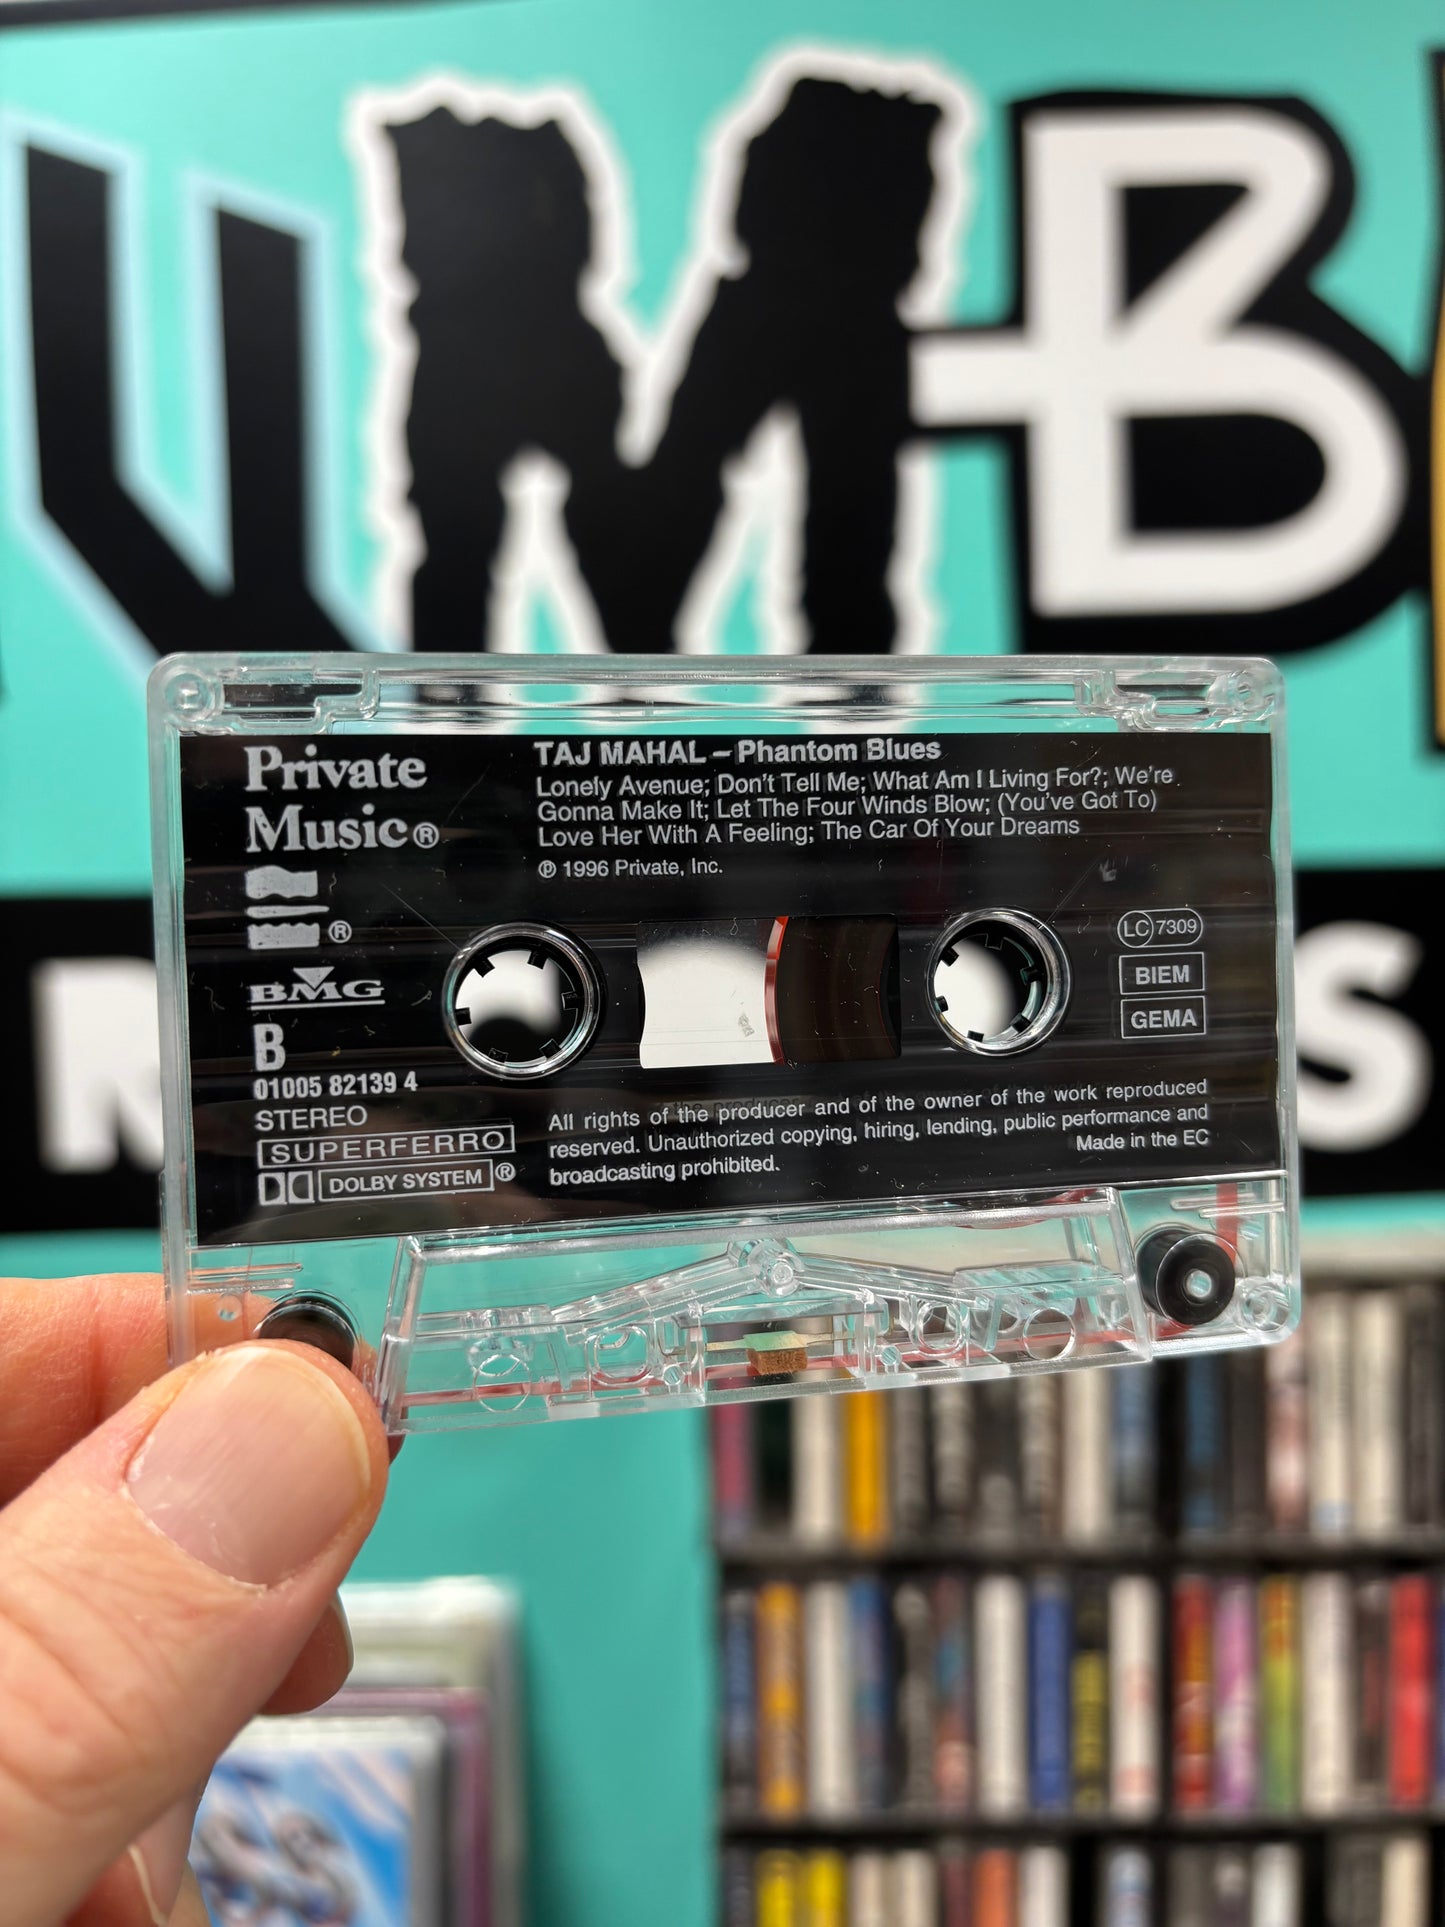 UMB
Private
Music®
®
BMG
B
01005 82139 4
STEREO
SUPERFERRO
DOLBY SYSTEM ®
TAJ MAHAL – Phantom Blues
Lonely Avenue; Don't Tell Me; What Am I Living For?; We're
Gonna Make It; Let The Four Winds Blow; (You've Got To)
Love Her With A Feeling; The Car Of Your Dreams
℗ 1996 Private, Inc.
LC 7309
BIEM
GEMA
All rights of the producer and of the owner of the work reproduced
reserved. Unauthorized copying, hiring, lending, public performance and
broadcasting prohibited.
Made in the EC